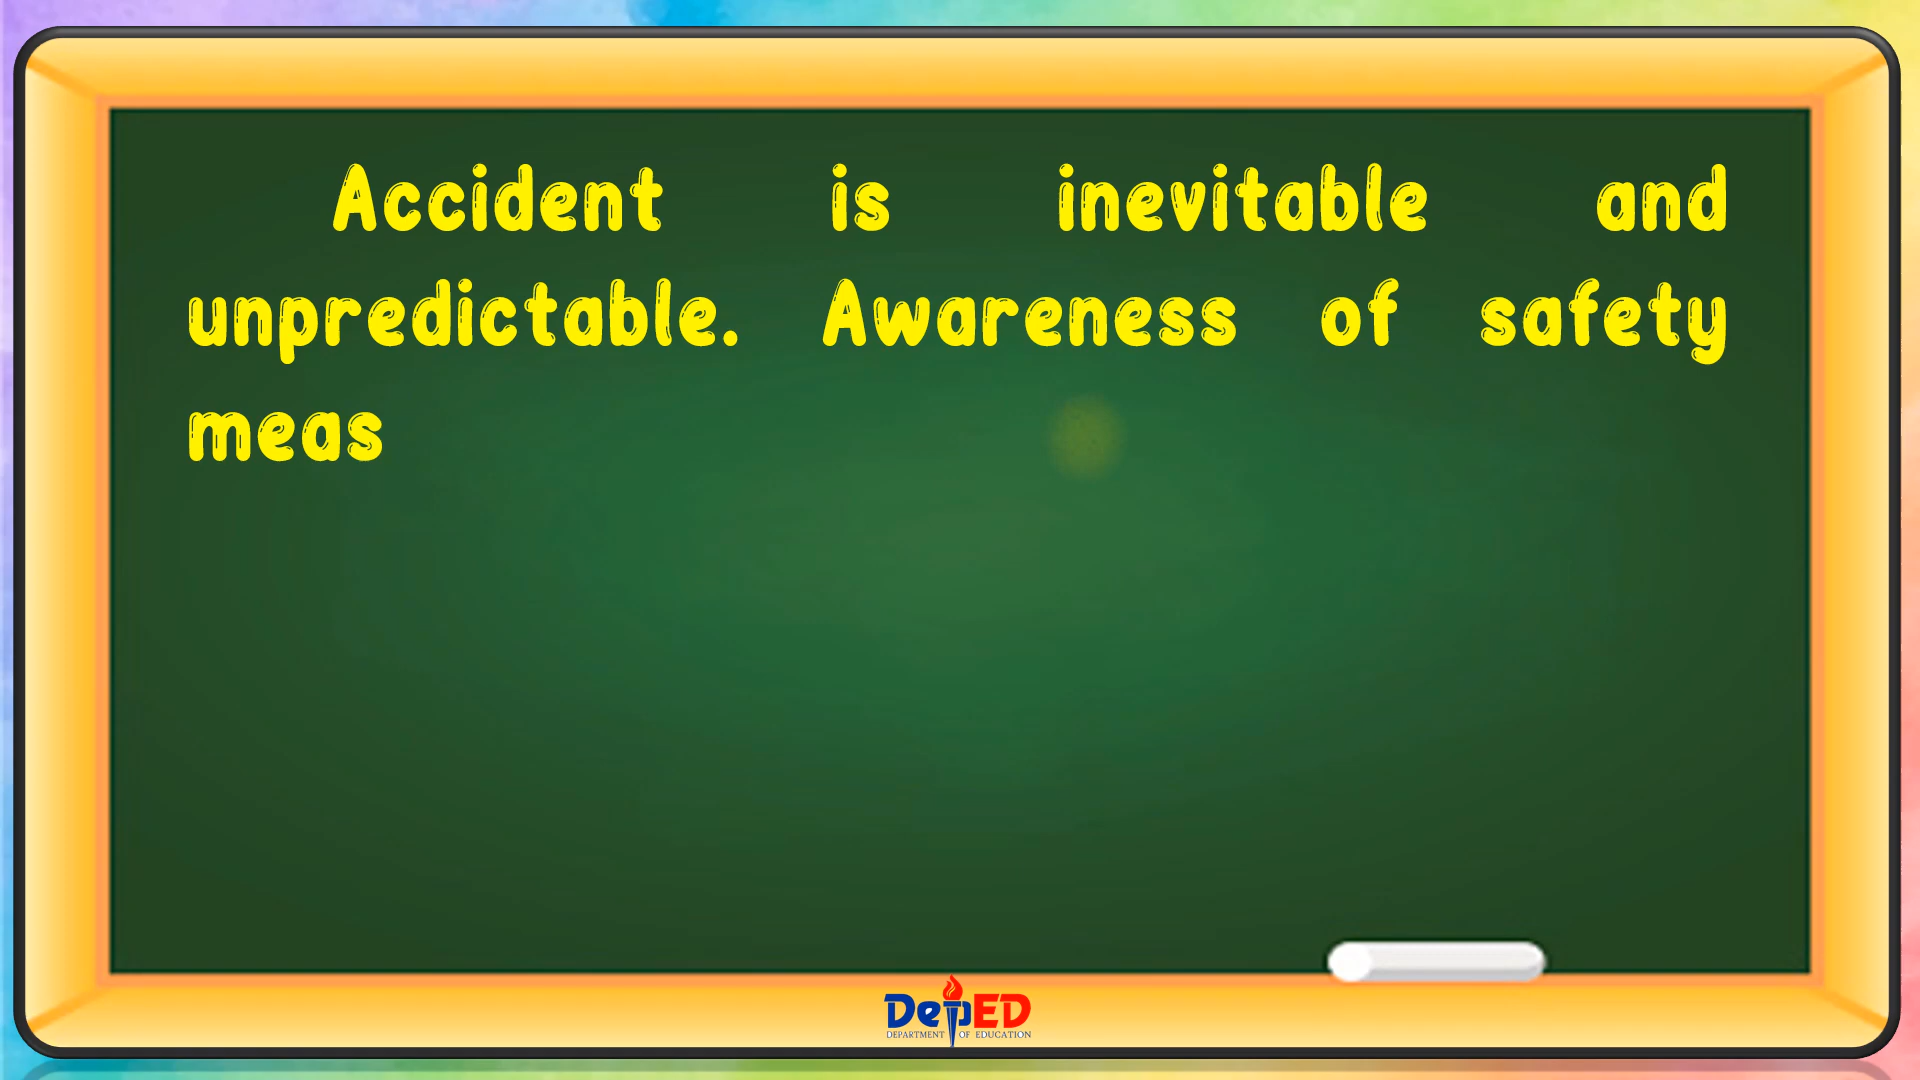 Accident is inevitable and
unpredictable. Awareness of safety
meas
DepED
DEPARTMENT OF EDUCATION